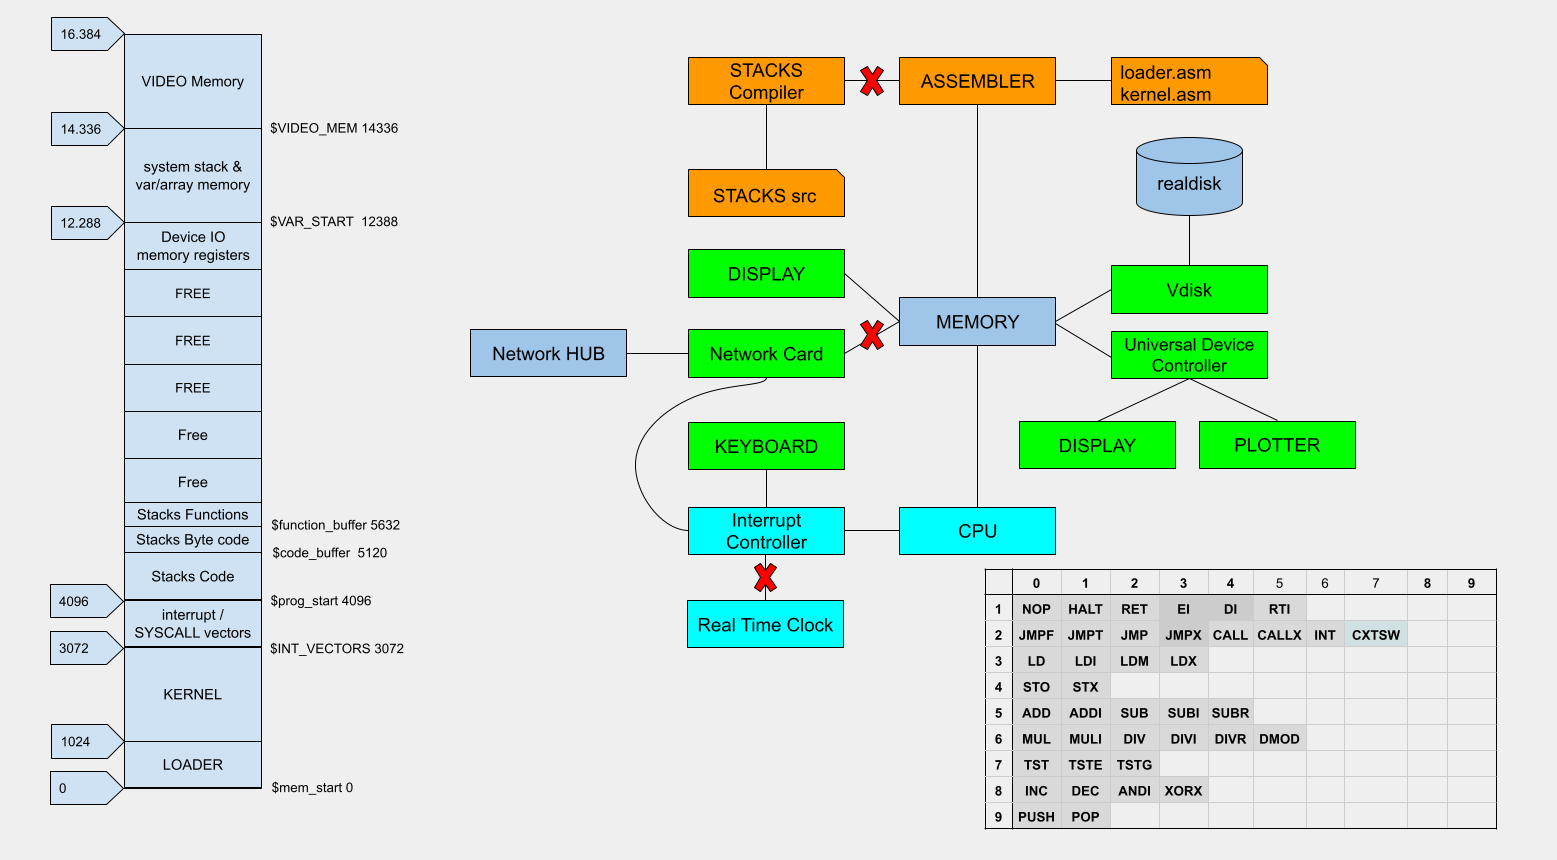 16.384
VIDEO Memory
14.336
$VIDEO_MEM 14336
system stack &
var/array memory
12.288
$VAR_START 12388
Device IO
memory registers
FREE
FREE
FREE
Free
Free
Stacks Functions
$function_buffer 5632
Stacks Byte code
$code_buffer 5120
Stacks Code
4096
$prog_start 4096
interrupt /
SYSCALL vectors
3072
$INT_VECTORS 3072
KERNEL
1024
LOADER
0
$mem_start 0
STACKS
Compiler
ASSEMBLER
loader.asm
kernel.asm
STACKS src
realdisk
DISPLAY
MEMORY
Vdisk
Network HUB
Network Card
Universal Device
Controller
KEYBOARD
DISPLAY
PLOTTER
Interrupt
Controller
CPU
Real Time Clock
0 1 2 3 4 5 6 7 8 9
1 NOP HALT RET EI DI RTI
2 JMPF JMPT JMP JMPX CALL CALLX INT CXTSW
3 LD LDI LDM LDX
4 STO STX
5 ADD ADDI SUB SUBI SUBR
6 MUL MULI DIV DIVI DIVR DMOD
7 TST TSTE TSTG
8 INC DEC ANDI XORX
9 PUSH POP